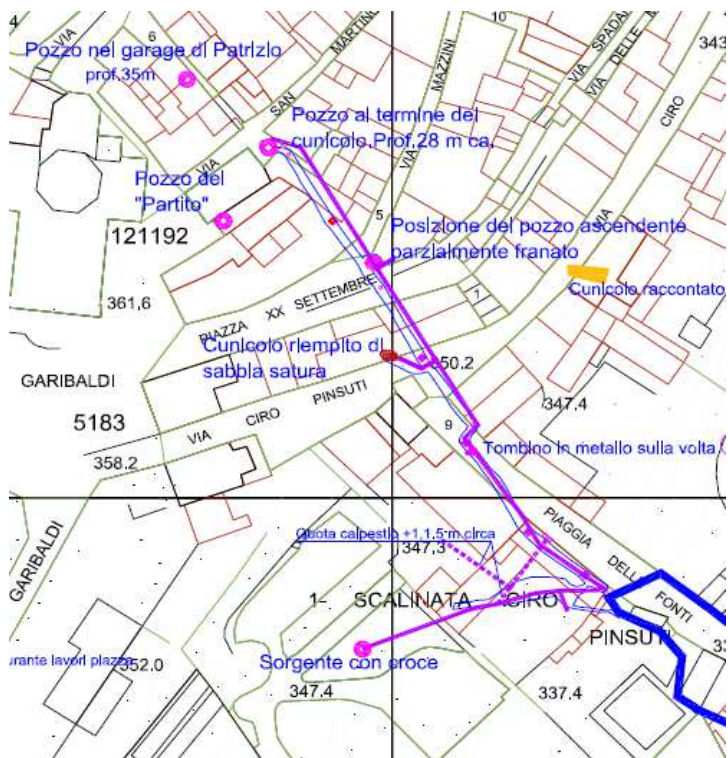 4
VIA
6
SAN
MARTINO
10
VIA SPADA
VIA DELLE M
343
Pozzo nel garage di Patrizio
prof.35m
MAZZINI
VIA
CIRO
VIA
Pozzo al termine del
cunicolo.Prof.28 m ca.
VIA
Pozzo del
"Partito"
5
121192
Posizione del pozzo ascendente
parzialmente franato
361.6
PIAZZA XX SETTEMBRE
Cunicolo raccontato
Cunicolo riempito di
sabbia satura
350.2
GARIBALDI
5183
VIA CIRO PINSUTI
347.4
9
358.2
Tombino in metallo sulla volta
GARIBALDI
Quota calpestio +1,1.5 m circa
347.3
PIAGGIA DELLE FONTI
1- SCALINATA CIRO PINSUTI
Sorgente con croce
urante lavori piazza
352.0
347.4
337.4
33